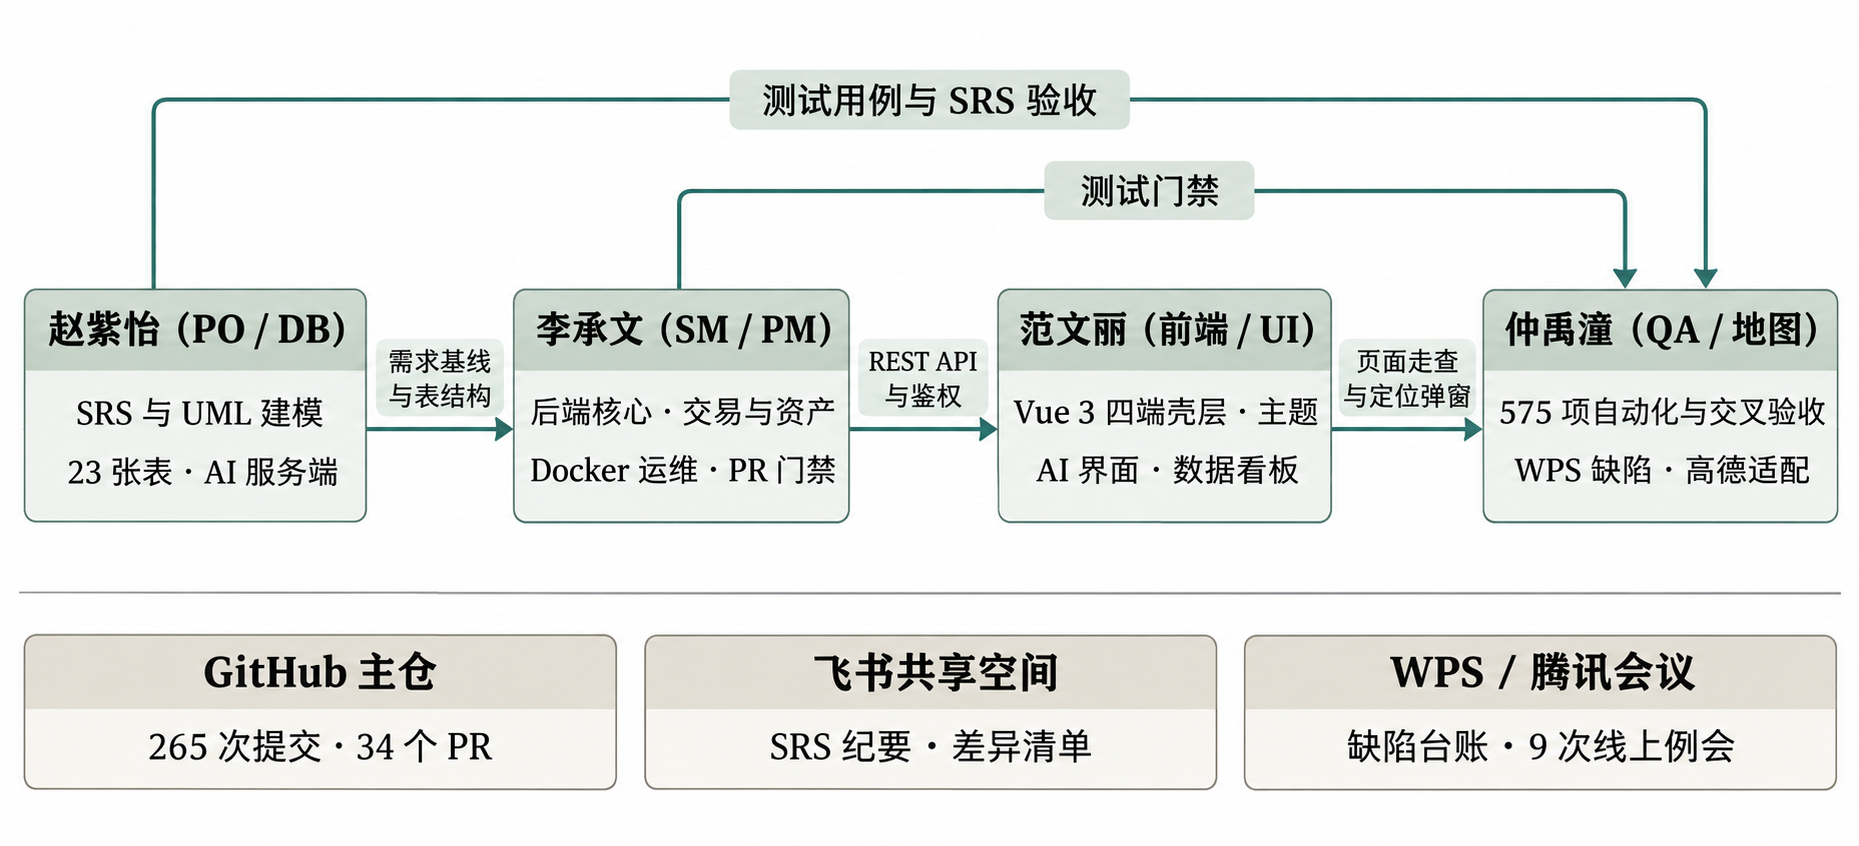 测试用例与 SRS 验收
测试门禁
赵紫怡（PO / DB）
SRS 与 UML 建模
23 张表 · AI 服务端
需求基线
与表结构
李承文（SM / PM）
后端核心 · 交易与资产
Docker 运维 · PR 门禁
REST API
与鉴权
范文丽（前端 / UI）
Vue 3 四端壳层 · 主题
AI 界面 · 数据看板
页面走查
与定位弹窗
仲禹潼（QA / 地图）
575 项自动化与交叉验收
WPS 缺陷 · 高德适配
GitHub 主仓
265 次提交 · 34 个 PR
飞书共享空间
SRS 纪要 · 差异清单
WPS / 腾讯会议
缺陷台账 · 9 次线上例会